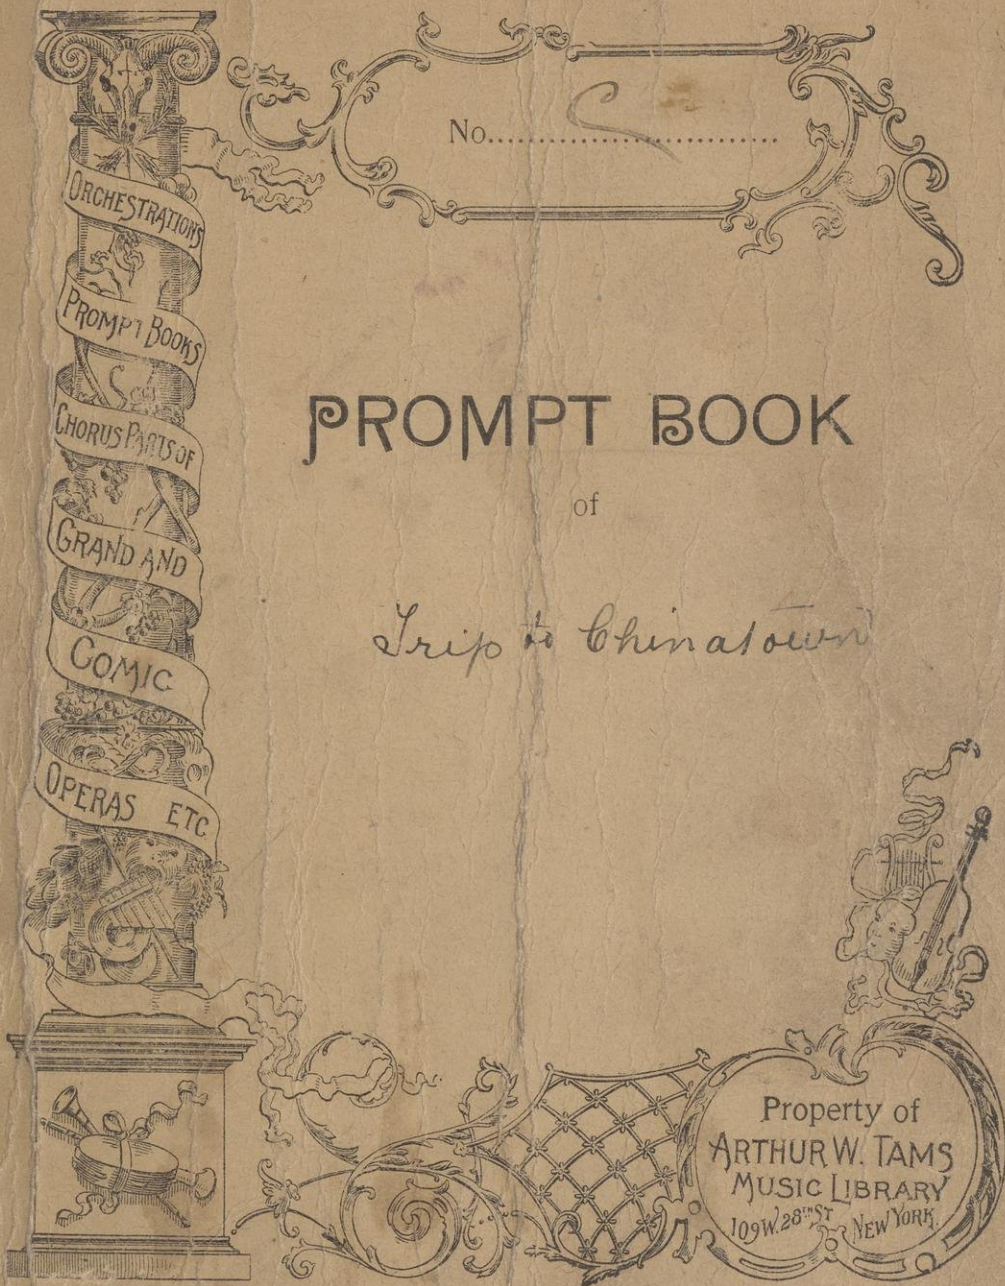 No. C
ORCHESTRATIONS
PROMPT BOOKS
CHORUS PARTS OF
GRAND AND
COMIC
OPERAS ETC
PROMPT BOOK
of
Trip to Chinatown
Property of
ARTHUR W. TAMS
MUSIC LIBRARY
109 W. 28TH ST NEW YORK.